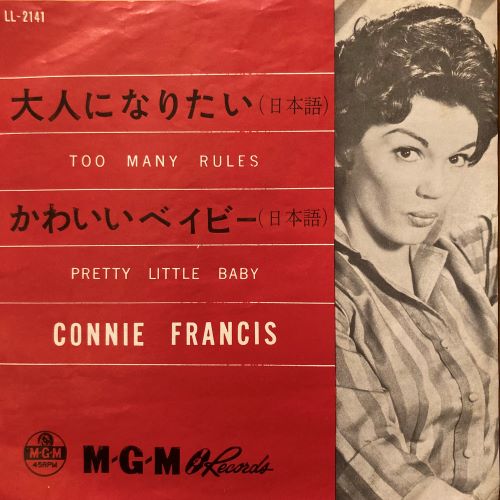 LL-2141
大人になりたい(日本語)
TOO MANY RULES
かわいいベイビー(日本語)
PRETTY LITTLE BABY
CONNIE FRANCIS
M-G-M
45RPM
M-G-M Records